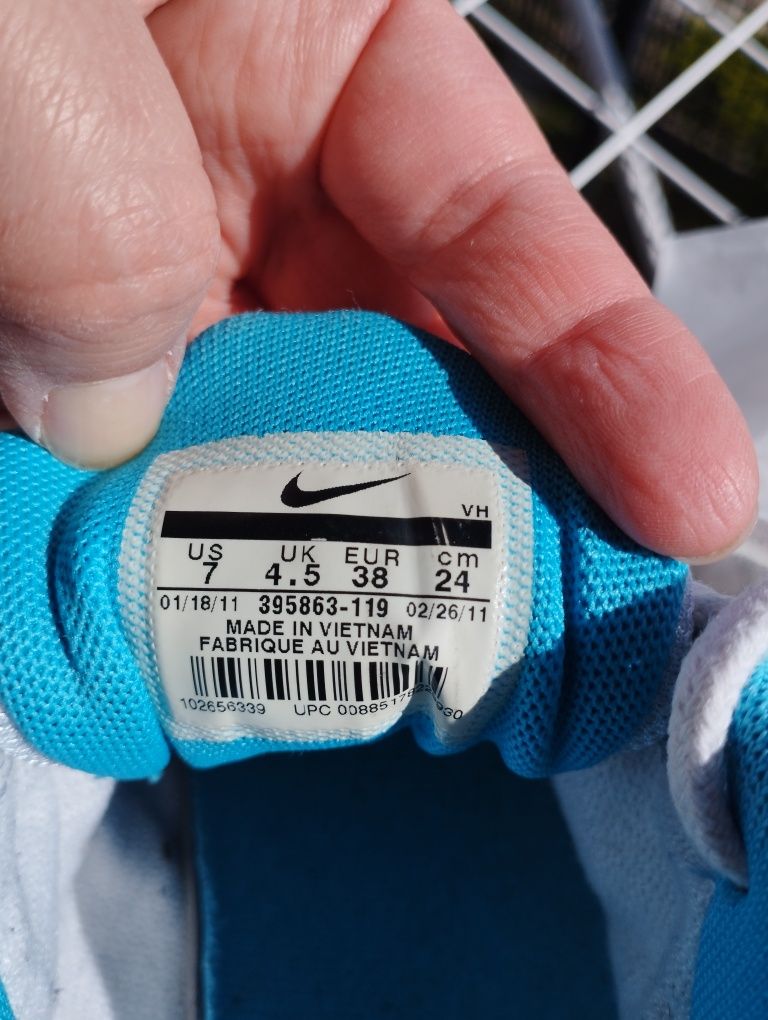 VH
US UK EUR cm
7 4.5 38 24
01/18/11 395863-119 02/26/11
MADE IN VIETNAM
FABRIQUE AU VIETNAM
102656339 UPC